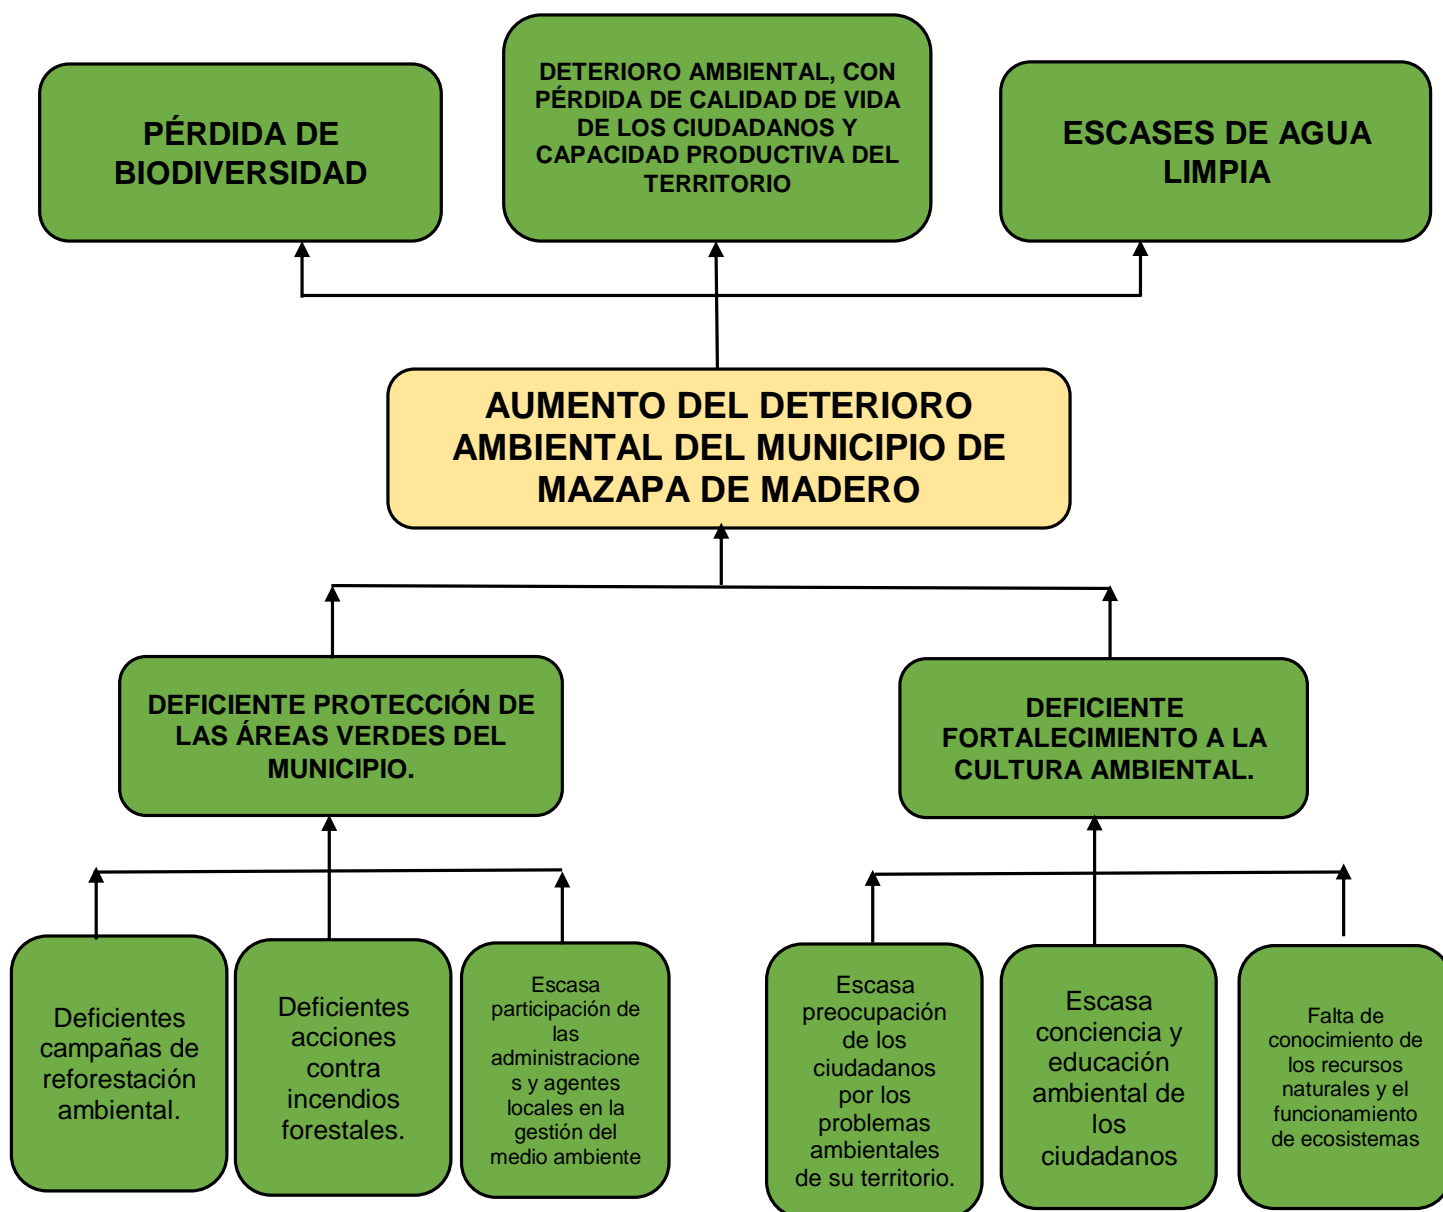 PÉRDIDA DE
BIODIVERSIDAD
DETERIORO AMBIENTAL, CON
PÉRDIDA DE CALIDAD DE VIDA
DE LOS CIUDADANOS Y
CAPACIDAD PRODUCTIVA DEL
TERRITORIO
ESCASES DE AGUA
LIMPIA
AUMENTO DEL DETERIORO
AMBIENTAL DEL MUNICIPIO DE
MAZAPA DE MADERO
DEFICIENTE PROTECCIÓN DE
LAS ÁREAS VERDES DEL
MUNICIPIO.
DEFICIENTE
FORTALECIMIENTO A LA
CULTURA AMBIENTAL.
Deficientes
campañas de
reforestación
ambiental.
Deficientes
acciones
contra
incendios
forestales.
Escasa
participación de
las
administracione
s y agentes
locales en la
gestión del
medio ambiente
Escasa
preocupación
de los
ciudadanos
por los
problemas
ambientales
de su territorio.
Escasa
conciencia y
educación
ambiental de
los
ciudadanos
Falta de
conocimiento de
los recursos
naturales y el
funcionamiento
de ecosistemas